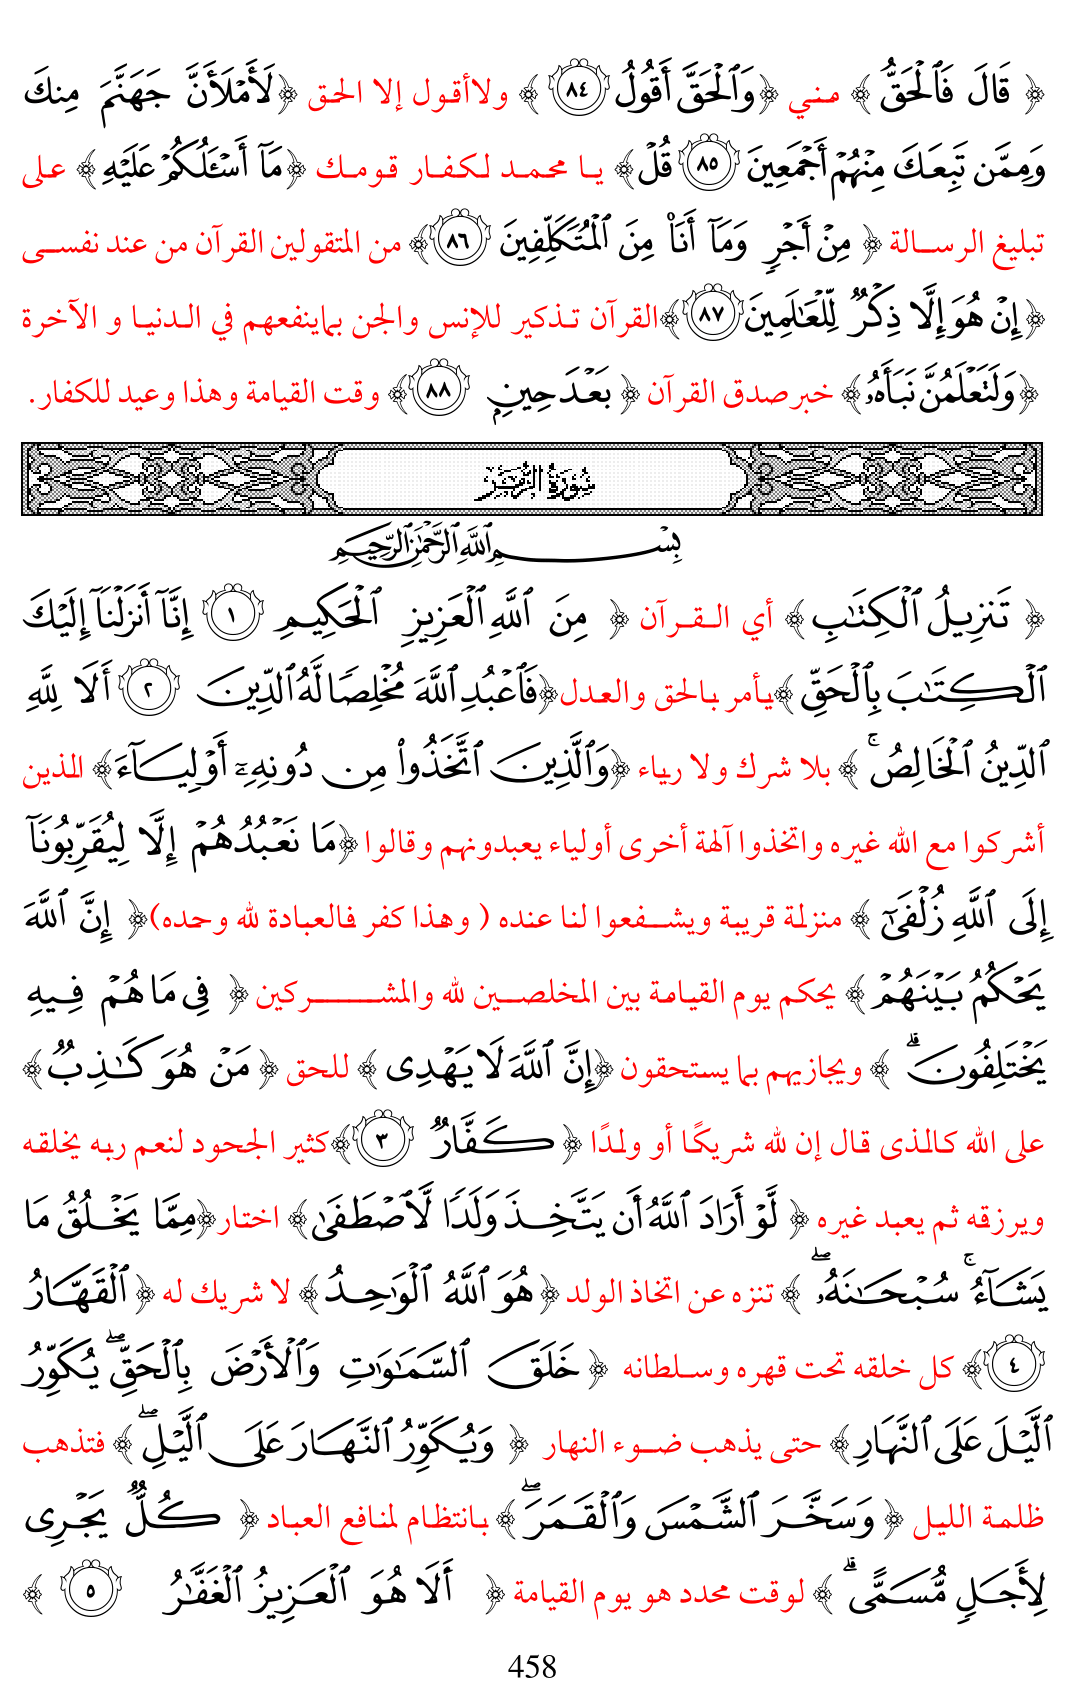 ﴿ قَالَ فَٱلْحَقُّ ﴾ مني ﴿وَٱلْحَقَّ أَقُولُ ٨٤ ﴾ ولاأقول إلا الحق ﴿لَأَمْلَأَنَّ جَهَنَّمَ مِنكَ
وَمِمَّن تَبِعَكَ مِنْهُمْ أَجْمَعِينَ ٨٥ قُلْ﴾ يا محمد لكفار قومك ﴿مَآ أَسْـَٔلُكُمْ عَلَيْهِ﴾ على
تبليغ الرسالة ﴿ مِنْ أَجْرٍ وَمَآ أَنَا۠ مِنَ ٱلْمُتَكَلِّفِينَ ٨٦﴾ من المتقولين القرآن من عند نفسى
﴿إِنْ هُوَ إِلَّا ذِكْرٌ لِّلْعَـٰلَمِينَ ٨٧﴾القرآن تذكير للإنس والجن بماينفعهم في الدنيا و الآخرة
﴿وَلَتَعْلَمُنَّ نَبَأَهُۥ﴾ خبرصدق القرآن ﴿ بَعْدَ حِينٍۭ ٨٨﴾ وقت القيامة وهذا وعيد للكفار.
سُورَةُ الزُّمَرِ
بِسْمِ ٱللَّهِ ٱلرَّحْمَـٰنِ ٱلرَّحِيمِ
﴿ تَنزِيلُ ٱلْكِتَـٰبِ﴾ أي القرآن ﴿ مِنَ ٱللَّهِ ٱلْعَزِيزِ ٱلْحَكِيمِ ١ إِنَّآ أَنزَلْنَآ إِلَيْكَ
ٱلْكِتَـٰبَ بِٱلْحَقِّ ﴾يأمر بالحق والعدل﴿فَٱعْبُدِ ٱللَّهَ مُخْلِصًا لَّهُ ٱلدِّينَ ٢ أَلَا لِلَّهِ
ٱلدِّينُ ٱلْخَالِصُ ۚ ﴾ بلا شرك ولا رياء ﴿وَٱلَّذِينَ ٱتَّخَذُوا۟ مِن دُونِهِۦٓ أَوْلِيَآءَ﴾ الذين
أشركوا مع الله غيره واتخذوا آلهة أخرى أولياء يعبدونهم وقالوا ﴿مَا نَعْبُدُهُمْ إِلَّا لِيُقَرِّبُونَآ
إِلَى ٱللَّهِ زُلْفَىٰٓ ﴾ منزلة قريبة ويشفعوا لنا عنده ( وهذا كفر فالعبادة لله وحده)﴿ إِنَّ ٱللَّهَ
يَحْكُمُ بَيْنَهُمْ﴾ يحكم يوم القيامة بين المخلصين لله والمشركين ﴿ فِى مَا هُمْ فِيهِ
يَخْتَلِفُونَ ۗ ﴾ ويجازيهم بما يستحقون ﴿إِنَّ ٱللَّهَ لَا يَهْدِى ﴾ للحق ﴿ مَنْ هُوَ كَـٰذِبٌ﴾
على الله كالذى قال إن لله شريكًا أو ولدًا ﴿ كَفَّارٌ ٣ ﴾كثير الجحود لنعم ربه يخلقه
ويرزقه ثم يعبد غيره ﴿ لَّوْ أَرَادَ ٱللَّهُ أَن يَتَّخِذَ وَلَدًا لَّٱصْطَفَىٰ﴾ اختار﴿مِمَّا يَخْلُقُ مَا
يَشَآءُ ۚ سُبْحَـٰنَهُۥ ۖ ﴾ تنزه عن اتخاذ الولد ﴿هُوَ ٱللَّهُ ٱلْوَٰحِدُ﴾ لا شريك له ﴿ ٱلْقَهَّارُ
٤ ﴾ كل خلقه تحت قهره وسلطانه ﴿ خَلَقَ ٱلسَّمَـٰوَٰتِ وَٱلْأَرْضَ بِٱلْحَقِّ ۖ يُكَوِّرُ
ٱلَّيْلَ عَلَى ٱلنَّهَارِ﴾ حتى يذهب ضوء النهار ﴿ وَيُكَوِّرُ ٱلنَّهَارَ عَلَى ٱلَّيْلِ ۖ ﴾ فتذهب
ظلمة الليل ﴿ وَسَخَّرَ ٱلشَّمْسَ وَٱلْقَمَرَ ۖ ﴾ بانتظام لمنافع العباد ﴿ كُلٌّ يَجْرِى
لِأَجَلٍ مُّسَمًّى ۗ ﴾ لوقت محدد هو يوم القيامة ﴿ أَلَا هُوَ ٱلْعَزِيزُ ٱلْغَفَّـٰرُ ٥ ﴾
458